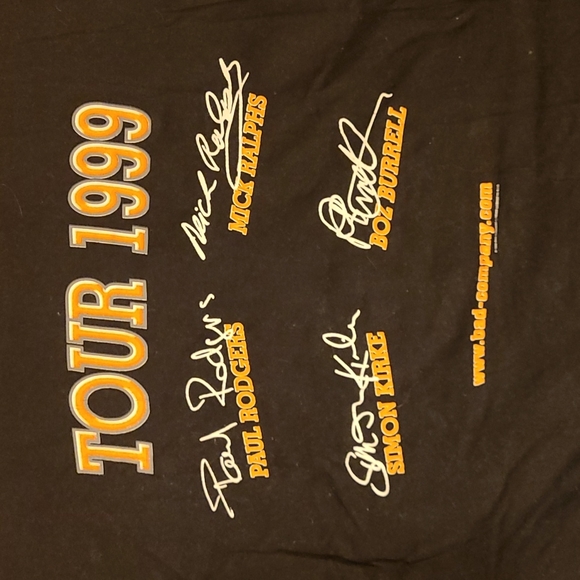 TOUR 1999
Paul Rodgers
Mick Ralphs
PAUL RODGERS
MICK RALPHS
Simon Kirke
SIMON KIRKE
BOZ BURRELL
www.bad-company.com